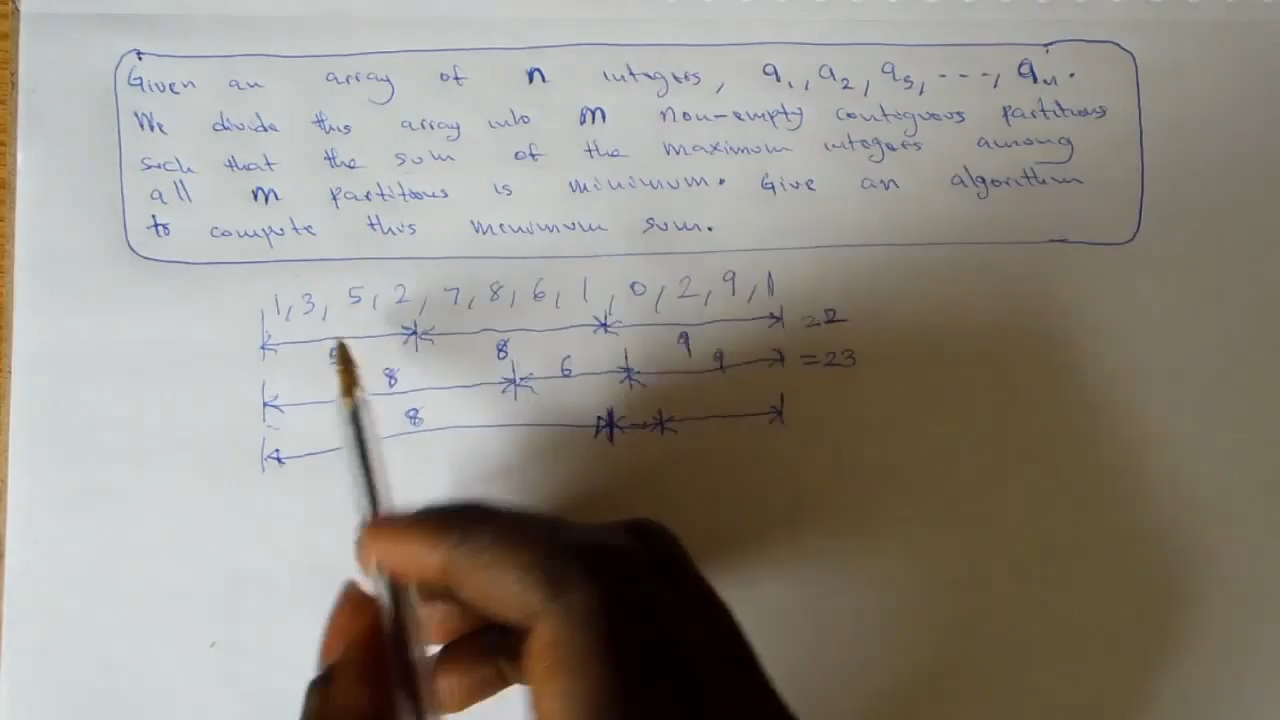 Given an array of n integers, a1, a2, a3, ---, an.
We divide this array into m non-empty contiguous partitions
such that the sum of the maximum integers among
all m partitions is minimum. Give an algorithm
to compute this minimum sum.
1, 3, 5, 2, 7, 8, 6, 1, 0, 2, 9, 1
8 9 =22
8 6 9 =23
8